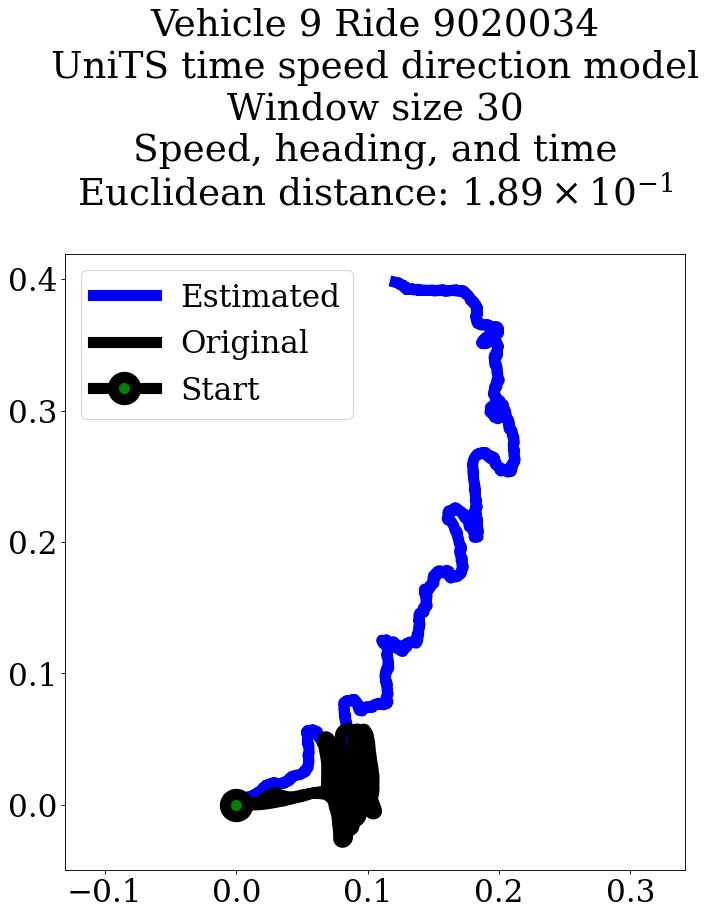 Vehicle 9 Ride 9020034
UniTS time speed direction model
Window size 30
Speed, heading, and time
Euclidean distance: 1.89 × 10⁻¹
Estimated
Original
Start
0.4
0.3
0.2
0.1
0.0
−0.1 0.0 0.1 0.2 0.3